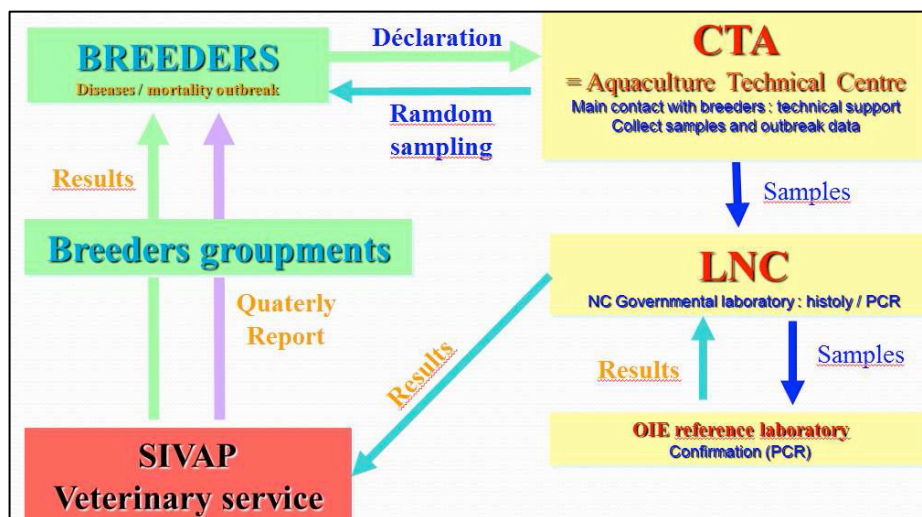 BREEDERS
Diseases / mortality outbreak
Déclaration
Ramdom
sampling
CTA
= Aquaculture Technical Centre
Main contact with breeders : technical support
Collect samples and outbreak data
Results
Samples
Breeders groupments
LNC
NC Governmental laboratory : histoly / PCR
Quaterly
Report
Results
Results
Samples
SIVAP
Veterinary service
OIE reference laboratory
Confirmation (PCR)